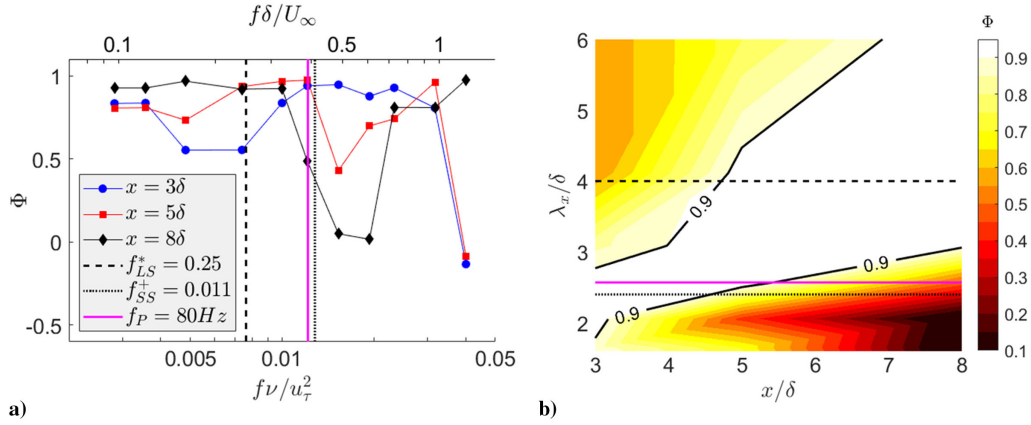 fδ/U∞
0.1 0.5 1
1
0.5
0
-0.5
Φ
x = 3δ
x = 5δ
x = 8δ
f*LS = 0.25
f+SS = 0.011
fP = 80Hz
0.005 0.01 0.05
fν/u²τ
a)
Φ
6
5
4
3
2
λx/δ
0.9
0.9
0.9
3 4 5 6 7 8
x/δ
0.9
0.8
0.7
0.6
0.5
0.4
0.3
0.2
0.1
b)